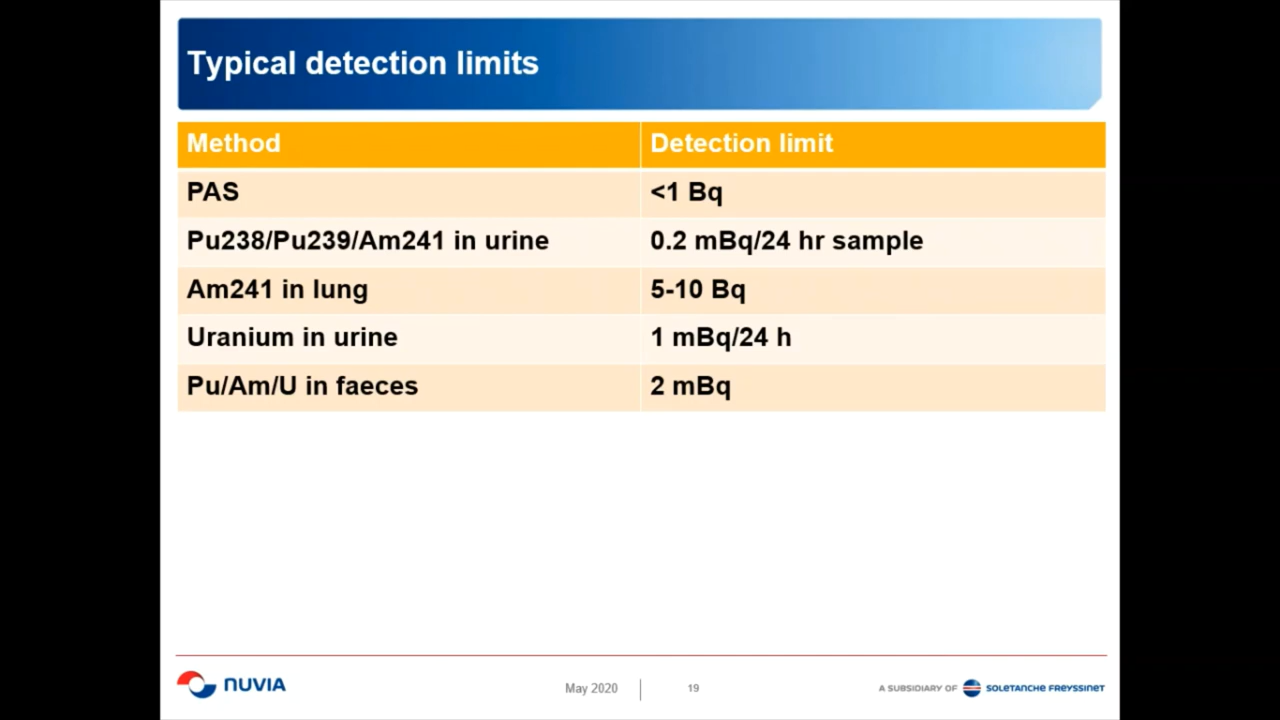 Typical detection limits
Method Detection limit
PAS <1 Bq
Pu238/Pu239/Am241 in urine 0.2 mBq/24 hr sample
Am241 in lung 5-10 Bq
Uranium in urine 1 mBq/24 h
Pu/Am/U in faeces 2 mBq
NUVIA May 2020 19 A SUBSIDIARY OF SOLETANCHE FREYSSINET